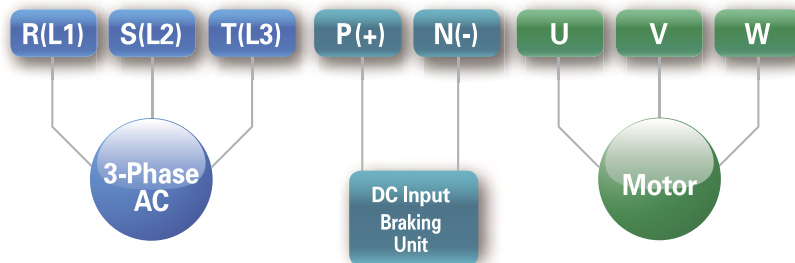 R(L1) S(L2) T(L3) P(+) N(-) U V W
3-Phase
AC
DC Input
Braking
Unit
Motor